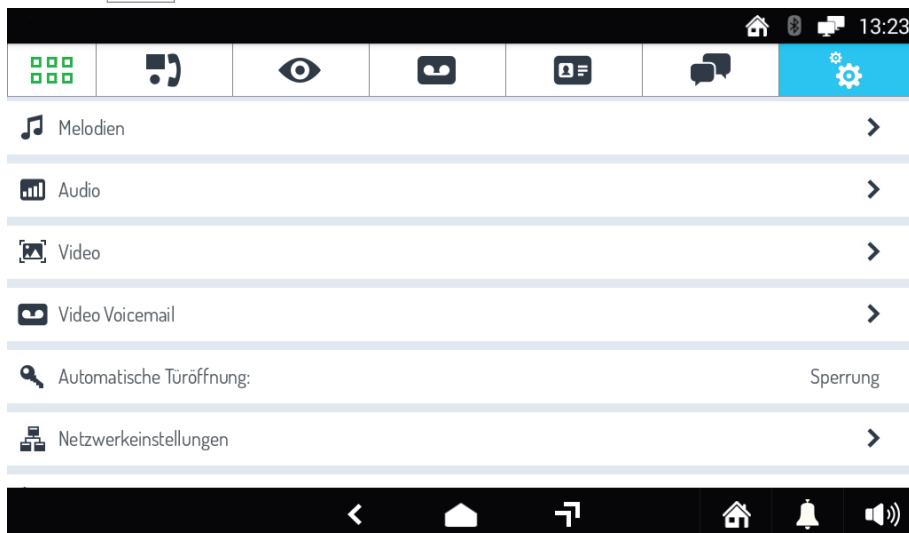 13:23
Melodien
Audio
Video
Video Voicemail
Automatische Türöffnung: Sperrung
Netzwerkeinstellungen